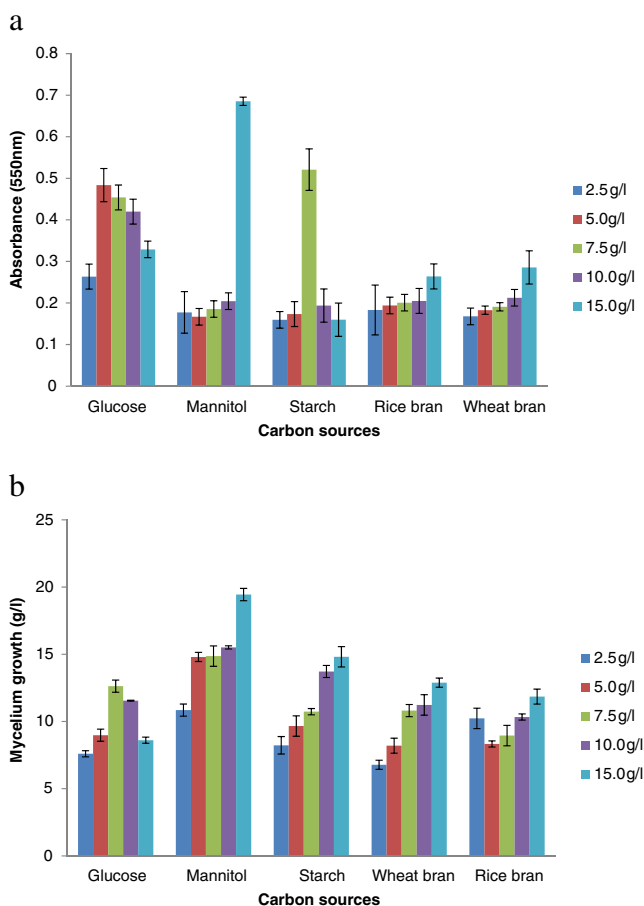 a
0.8
0.7
0.6
0.5
0.4
0.3
0.2
0.1
0
Absorbance (550nm)
Glucose Mannitol Starch Rice bran Wheat bran
Carbon sources
2.5g/l
5.0g/l
7.5g/l
10.0g/l
15.0g/l
b
25
20
15
10
5
0
Mycelium growth (g/l)
Glucose Mannitol Starch Wheat bran Rice bran
Carbon sources
2.5g/l
5.0g/l
7.5g/l
10.0g/l
15.0g/l